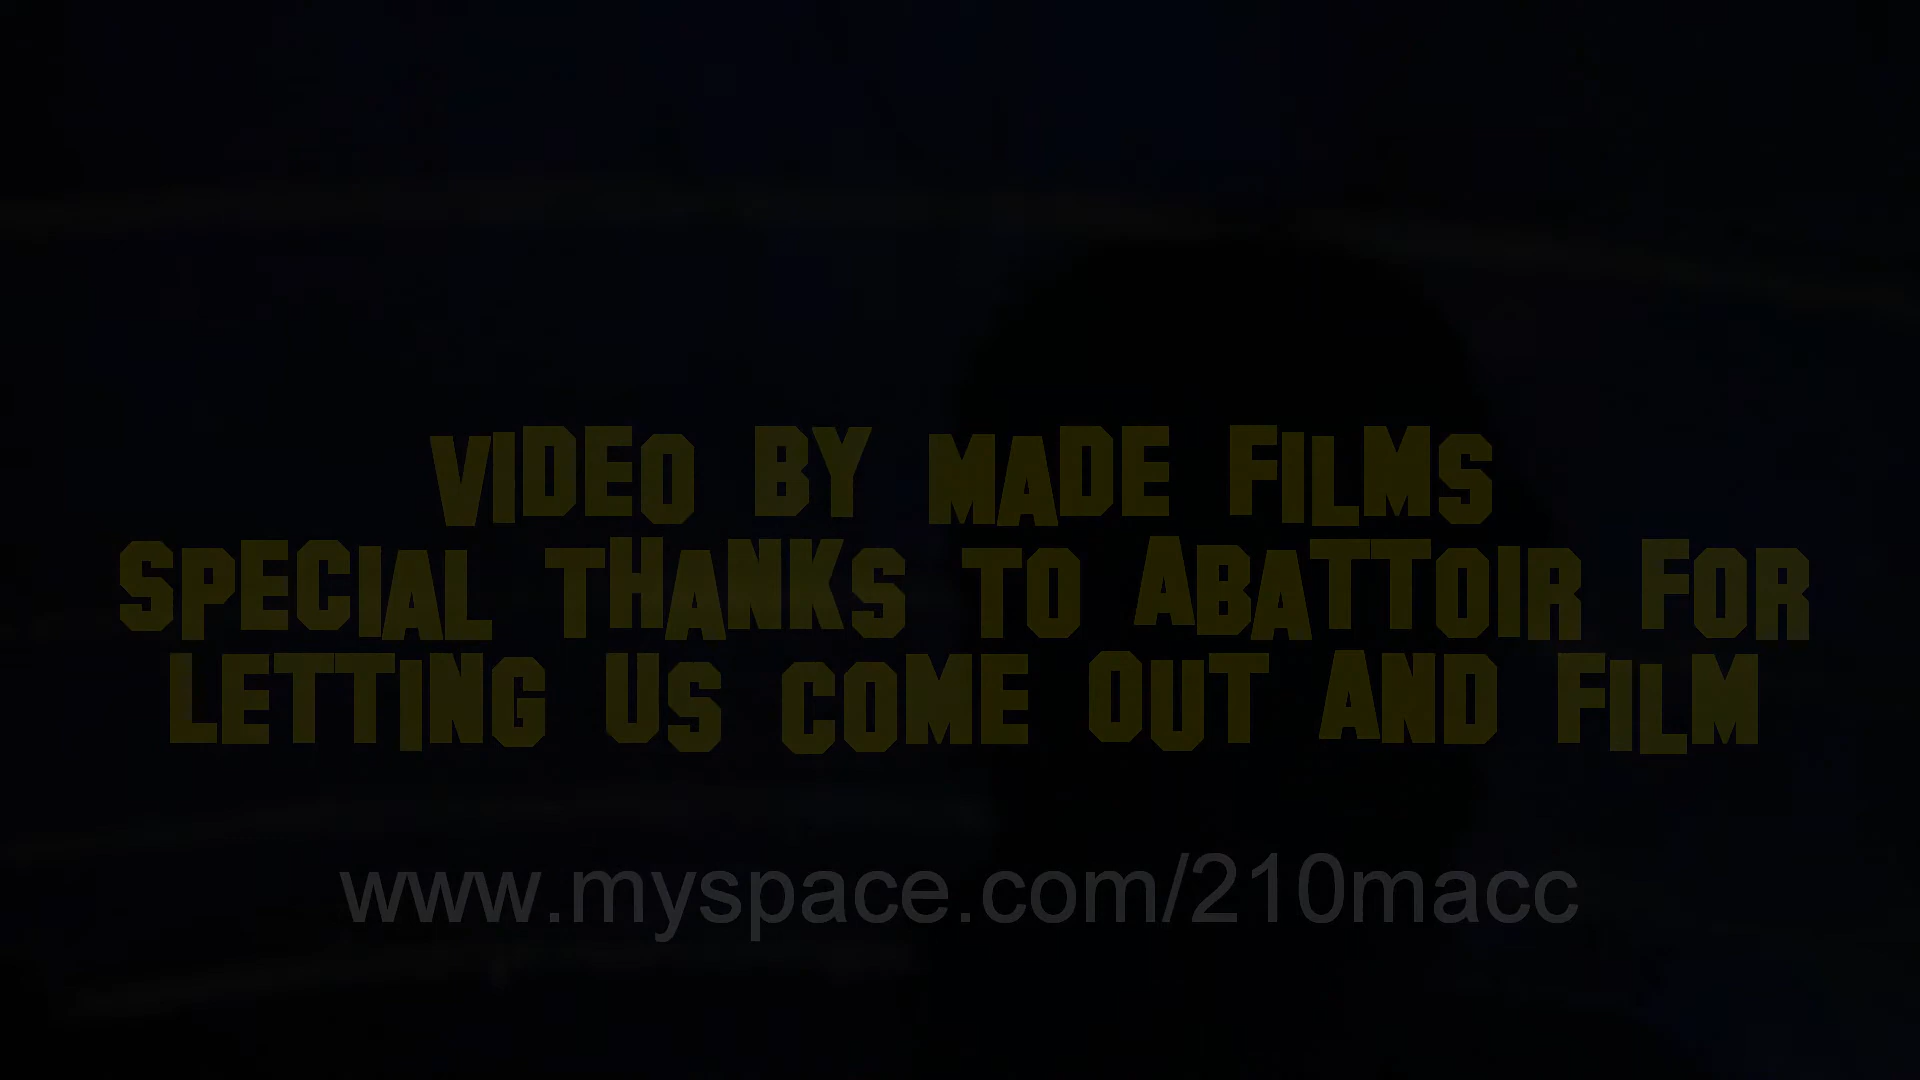 VIDEO BY MADE FILMS
SPECIAL THANKS TO ABATTOIR FOR
LETTING US COME OUT AND FILM
www.myspace.com/210macc